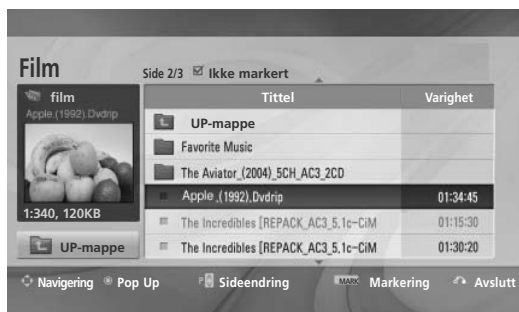 Film
Side 2/3 Ikke markert
film
Apple.(1992).Dvdrip
1:340, 120KB
UP-mappe
Tittel Varighet
UP-mappe
Favorite Music
The Aviator_(2004)_5CH_AC3_2CD
Apple_(1992).Dvdrip 01:34:45
The Incredibles [REPACK_AC3_5,1c-CiM 01:15:30
The Incredibles [REPACK_AC3_5,1c-CiM 01:30:20
Navigering Pop Up P Sideendring MARK Markering Avslutt